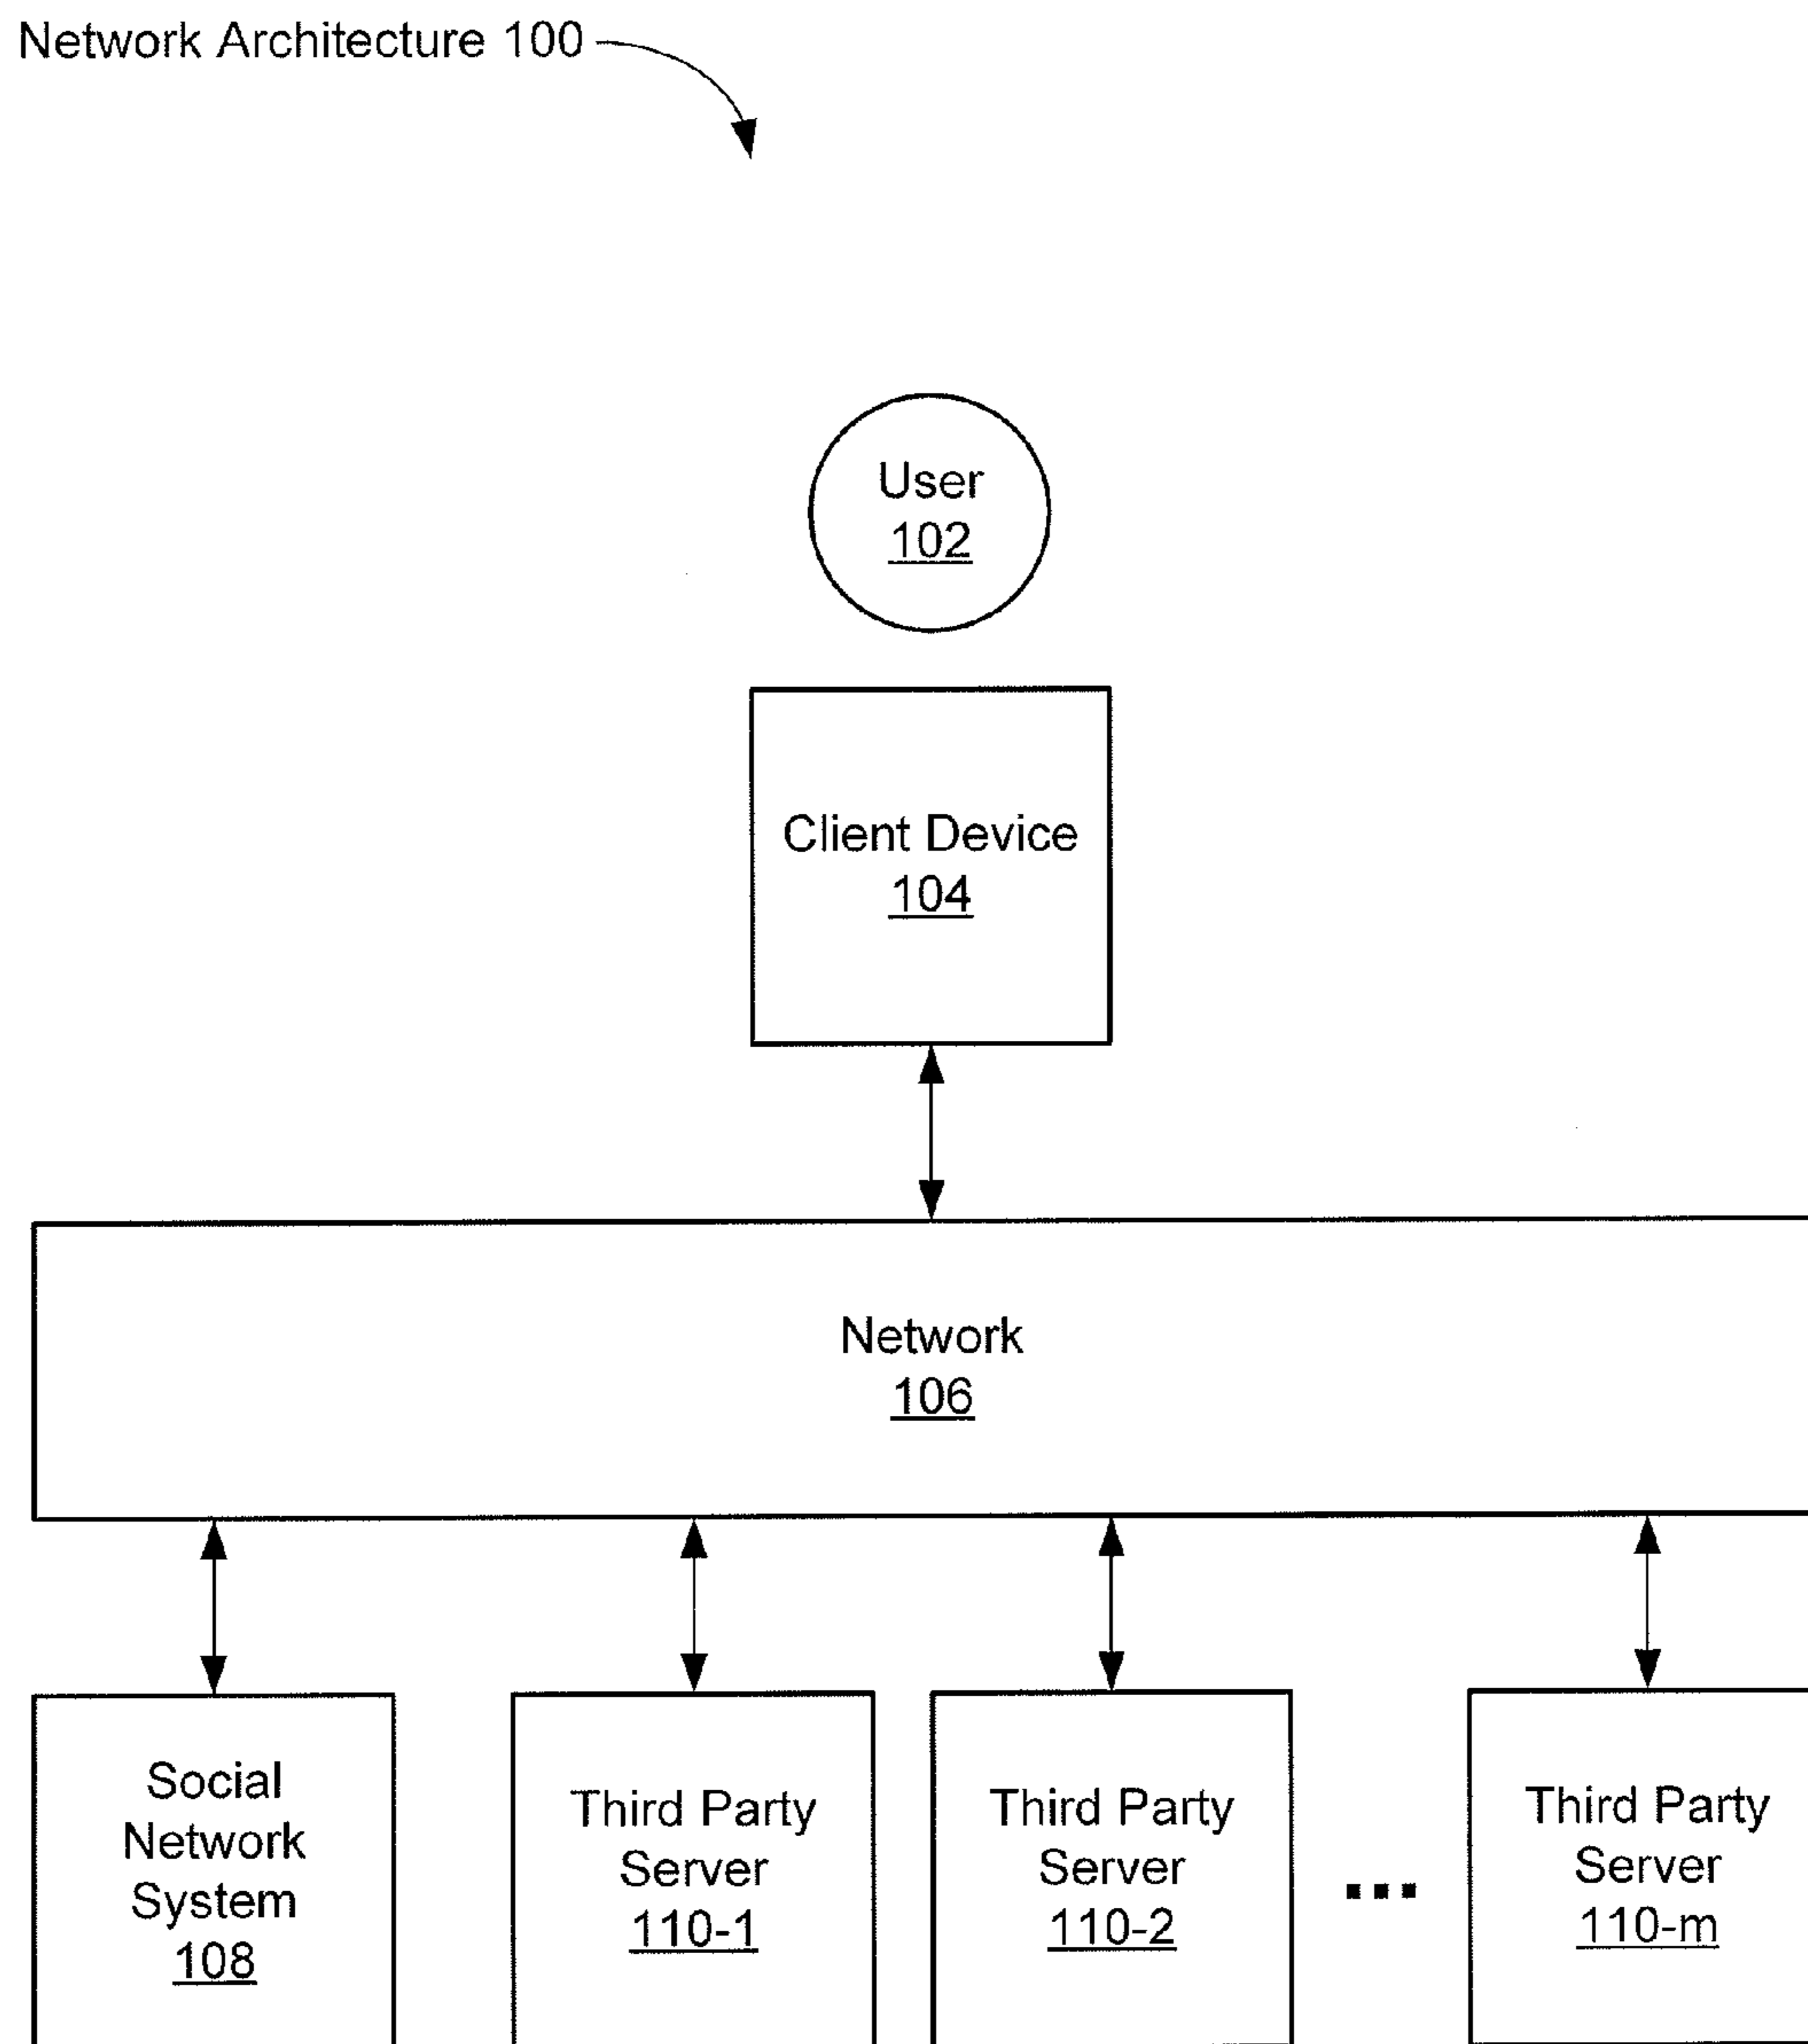 Network Architecture 100
User
102
Client Device
104
Network
106
Social
Network
System
108
Third Party
Server
110-1
Third Party
Server
110-2
Third Party
Server
110-m